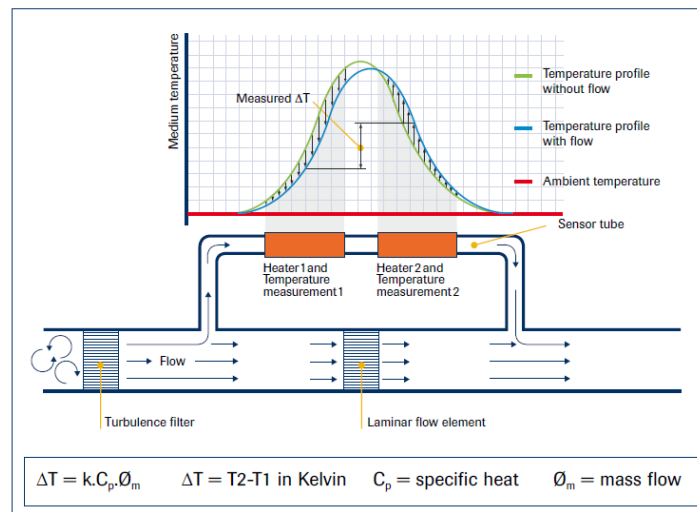 Medium temperature
Measured ΔT
Temperature profile
without flow
Temperature profile
with flow
Ambient temperature
Sensor tube
Heater 1 and
Temperature
measurement 1
Heater 2 and
Temperature
measurement 2
Flow
Turbulence filter
Laminar flow element
ΔT = k.Cp.Øm ΔT = T2-T1 in Kelvin Cp = specific heat Øm = mass flow